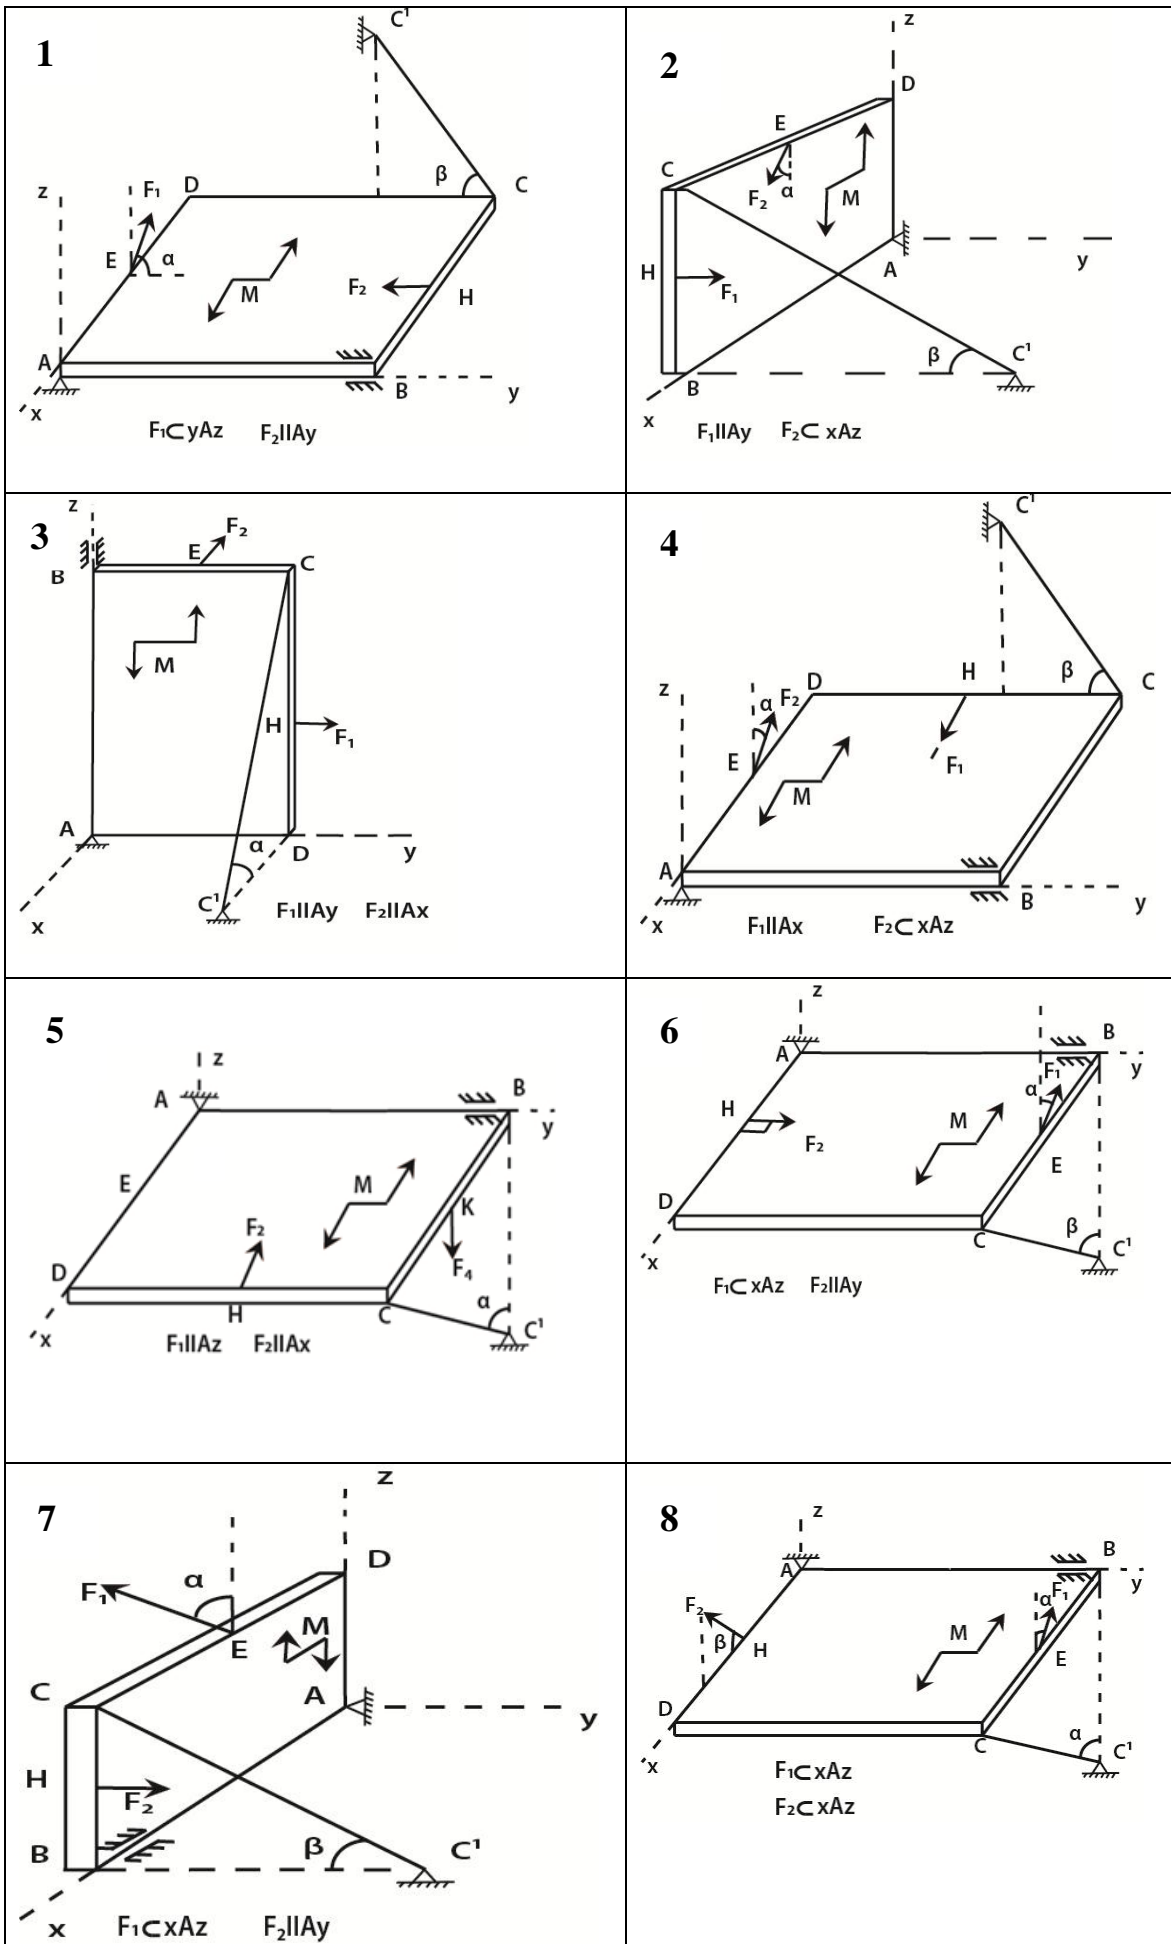 1
C¹
z
F₁
D
β
C
E
α
M
F₂
H
A
B
x
y
F₁⊂yAz F₂IIAy
2
z
D
E
C
F₂
α
M
H
F₁
A
y
β
C¹
B
x
F₁IIAy F₂⊂ xAz
3
z
F₂
E
C
B
M
H
F₁
A
α
D
y
C¹
x
F₁IIAy F₂IIAx
4
C¹
z
D
H
β
C
α
F₂
E
F₁
M
A
B
x
y
F₁IIAx F₂⊂ xAz
5
z
A
B
y
E
M
K
F₂
F₄
D
α
H
C
C¹
x
F₁IIAz F₂IIAx
6
z
A
B
y
F₁
α
H
M
F₂
E
D
C
β
C¹
x
F₁⊂ xAz F₂IIAy
7
z
D
α
F₁
M
E
C
A
y
H
F₂
B
β
C¹
x
F₁⊂xAz F₂IIAy
8
z
A
B
y
F₂
α
F₁
β
H
M
E
D
C
α
C¹
x
F₁⊂ xAz
F₂⊂ xAz